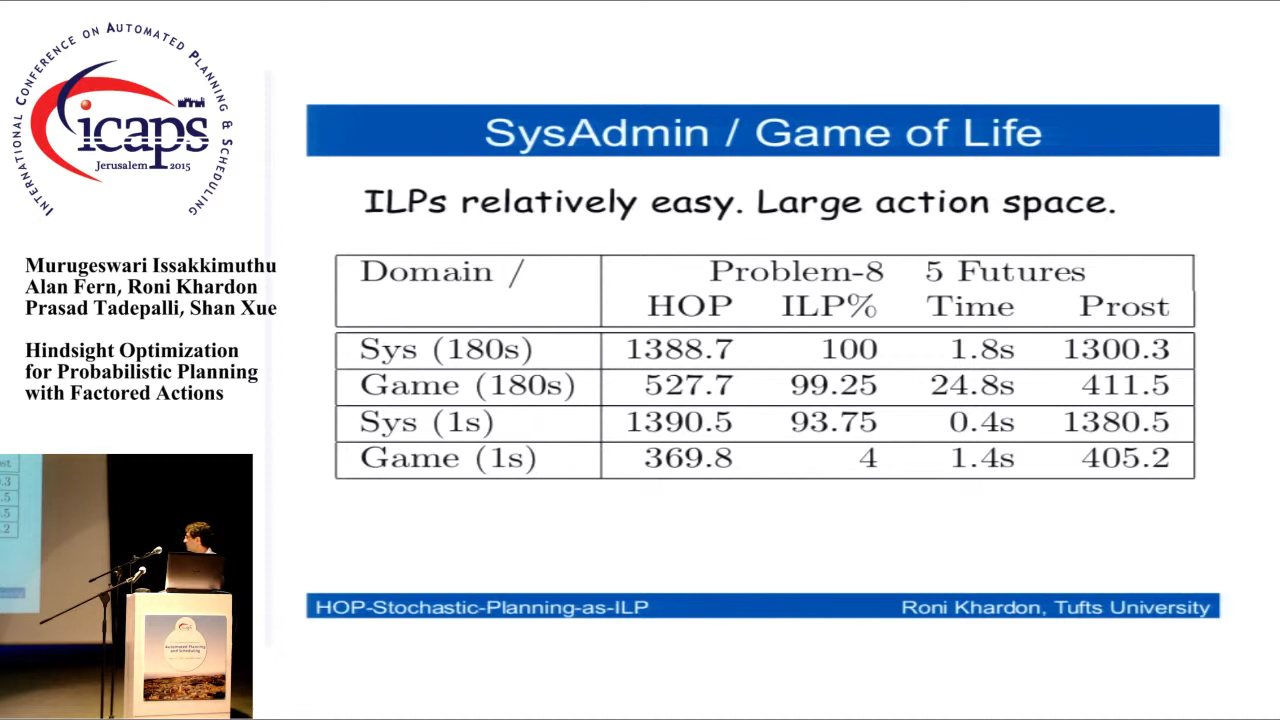 INTERNATIONAL CONFERENCE ON AUTOMATED PLANNING & SCHEDULING
icaps
Jerusalem 2015
Murugeswari Issakkimuthu
Alan Fern, Roni Khardon
Prasad Tadepalli, Shan Xue
Hindsight Optimization
for Probabilistic Planning
with Factored Actions
SysAdmin / Game of Life
ILPs relatively easy. Large action space.
Domain / Problem-8 5 Futures
HOP ILP% Time Prost
Sys (180s) 1388.7 100 1.8s 1300.3
Game (180s) 527.7 99.25 24.8s 411.5
Sys (1s) 1390.5 93.75 0.4s 1380.5
Game (1s) 369.8 4 1.4s 405.2
HOP-Stochastic-Planning-as-ILP Roni Khardon, Tufts University
Automated Planning
and Scheduling